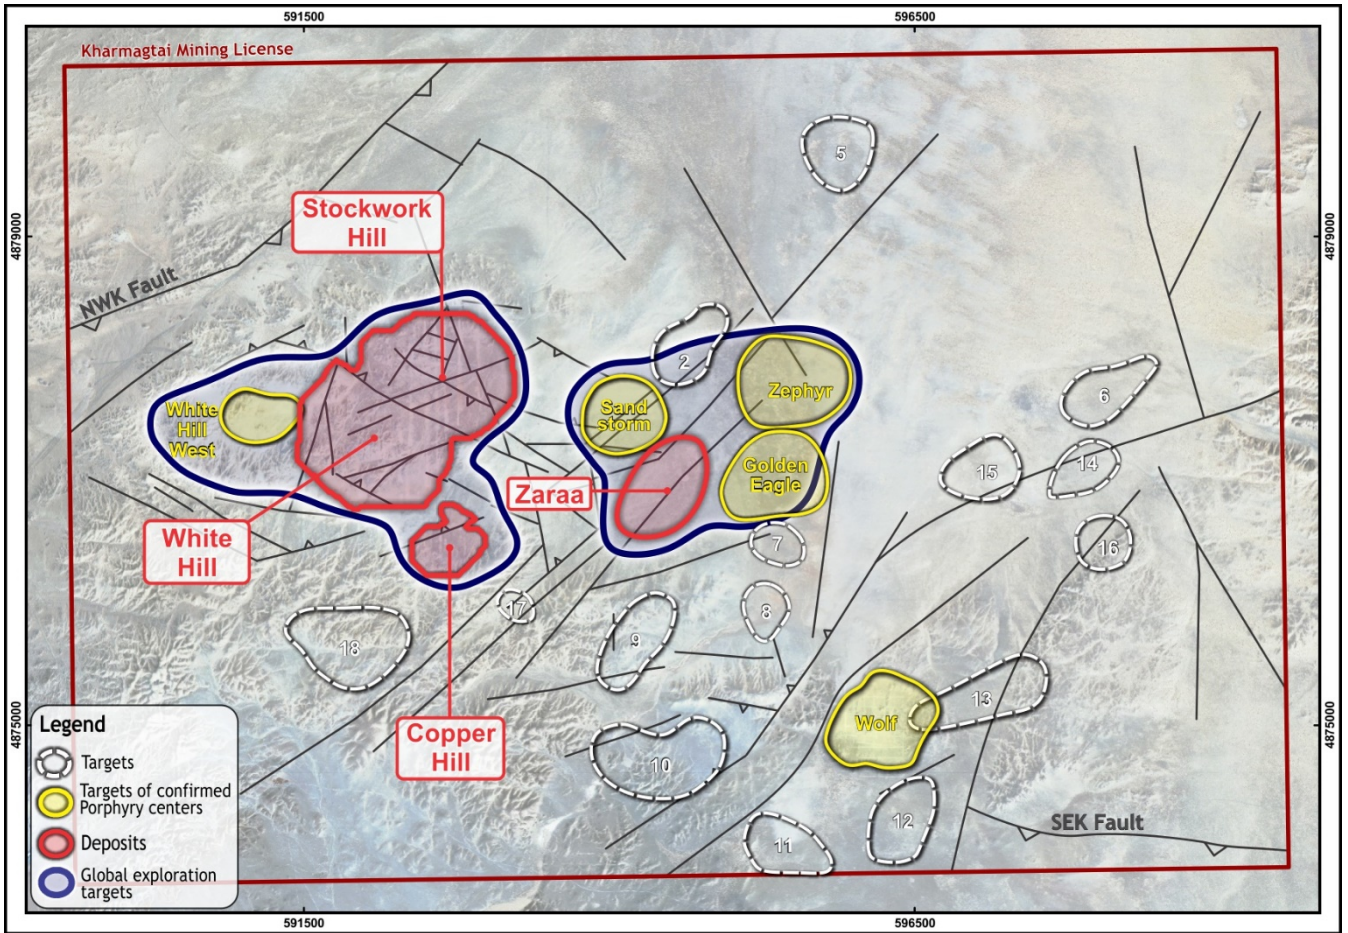 591500
596500
Kharmagtai Mining License
5
Stockwork
Hill
4879000
4879000
NWK Fault
2
Zephyr
6
White
Hill
West
Sand
storm
Golden
Eagle
15
14
Zaraa
White
Hill
7
16
17
8
18
9
13
Wolf
Copper
Hill
4875000
4875000
10
12
11
SEK Fault
Legend
Targets
Targets of confirmed
Porphyry centers
Deposits
Global exploration
targets
591500
596500